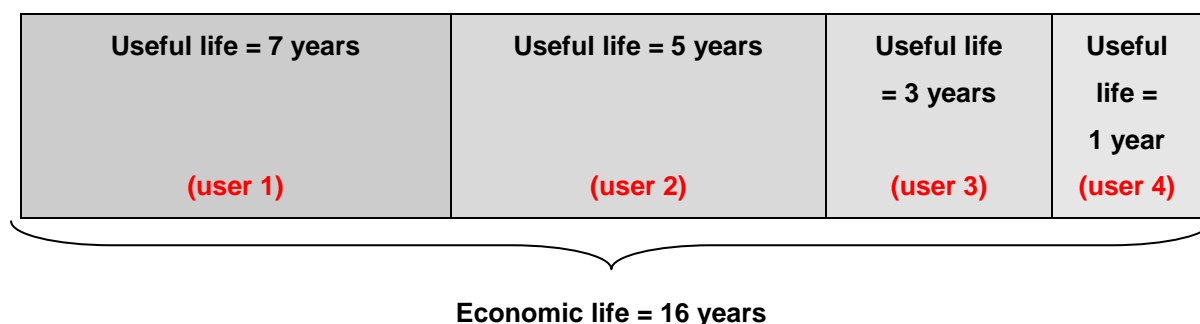 Useful life = 7 years
(user 1)
Useful life = 5 years
(user 2)
Useful life
= 3 years
(user 3)
Useful
life =
1 year
(user 4)
Economic life = 16 years